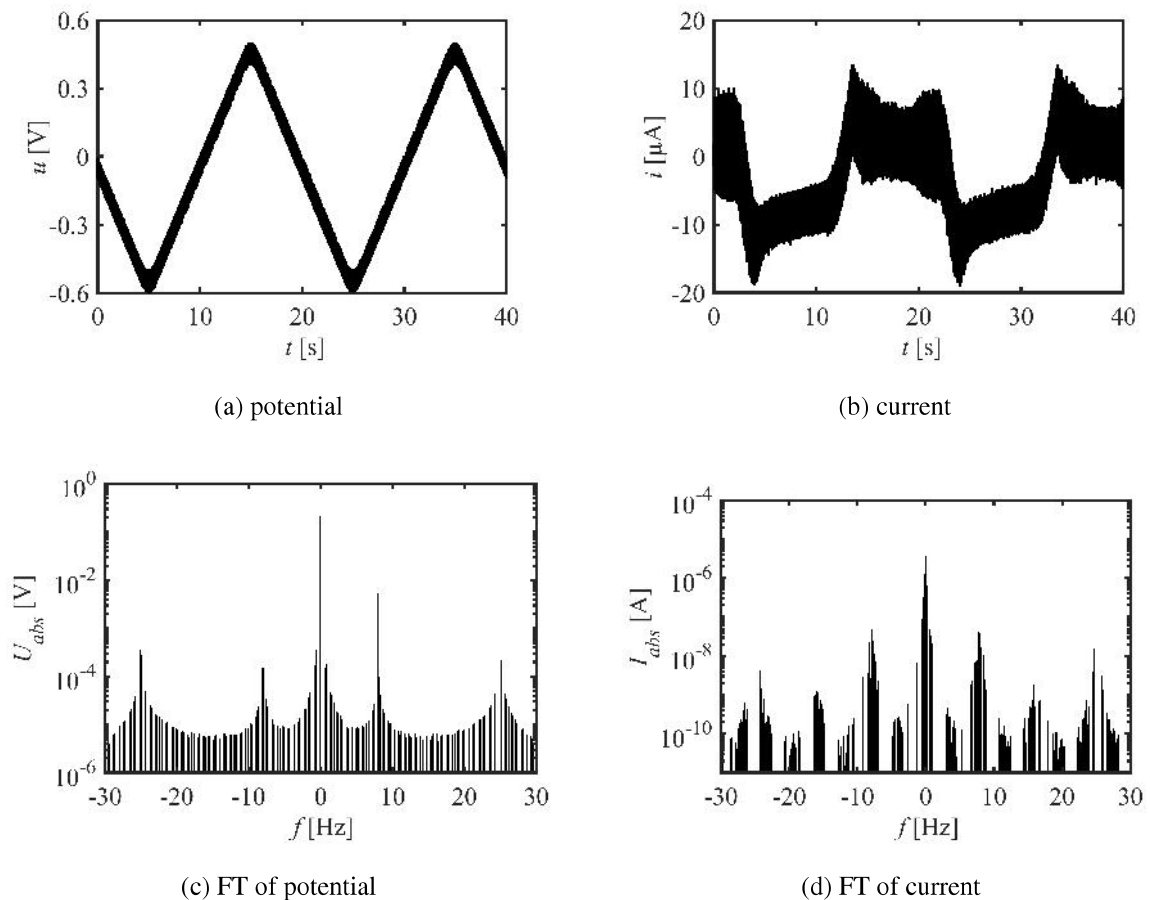 0.6
0.3
0
-0.3
-0.6
u [V]
0 10 20 30 40
t [s]
(a) potential
20
10
0
-10
-20
i [μA]
0 10 20 30 40
t [s]
(b) current
10^0
10^-2
10^-4
10^-6
U_abs [V]
-30 -20 -10 0 10 20 30
f [Hz]
(c) FT of potential
10^-4
10^-6
10^-8
10^-10
I_abs [A]
-30 -20 -10 0 10 20 30
f [Hz]
(d) FT of current